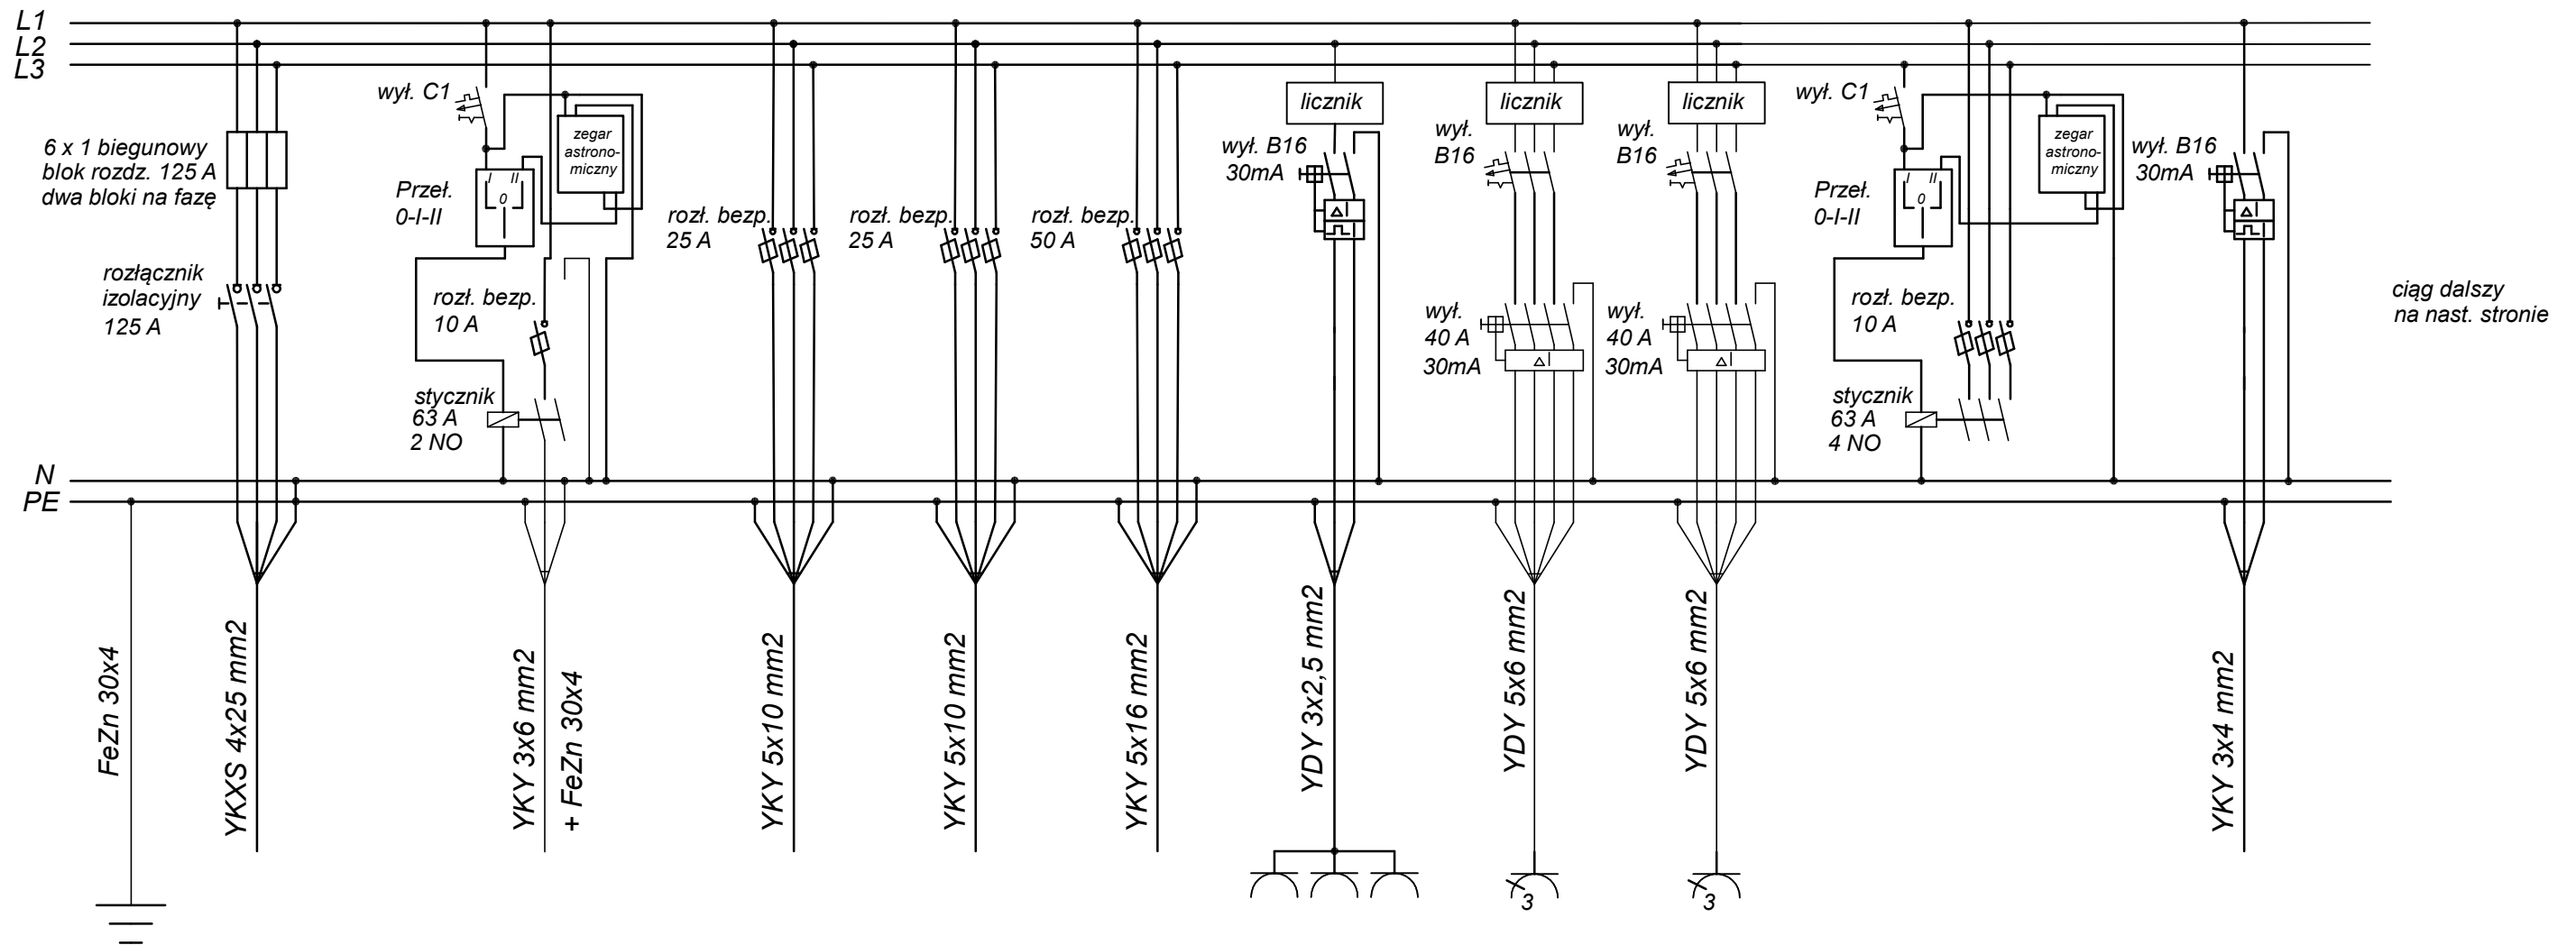 L1
L2
L3
6 x 1 biegunowy
blok rozdz. 125 A
dwa bloki na fazę
rozłącznik
izolacyjny
125 A
wył. C1
zegar
astrono-
miczny
Przeł.
0-I-II
I II
0
rozł. bezp.
10 A
stycznik
63 A
2 NO
rozł. bezp.
25 A
rozł. bezp.
25 A
rozł. bezp.
50 A
licznik
wył. B16
30mA
Δ I
licznik
wył.
B16
wył.
40 A
30mA
Δ I
licznik
wył.
B16
wył.
40 A
30mA
Δ I
wył. C1
zegar
astrono-
miczny
Przeł.
0-I-II
I II
0
rozł. bezp.
10 A
stycznik
63 A
4 NO
wył. B16
30mA
Δ I
ciąg dalszy
na nast. stronie
N
PE
FeZn 30x4
YKXS 4x25 mm2
YKY 3x6 mm2
+ FeZn 30x4
YKY 5x10 mm2
YKY 5x10 mm2
YKY 5x16 mm2
YDY 3x2,5 mm2
YDY 5x6 mm2
YDY 5x6 mm2
YKY 3x4 mm2
3
3